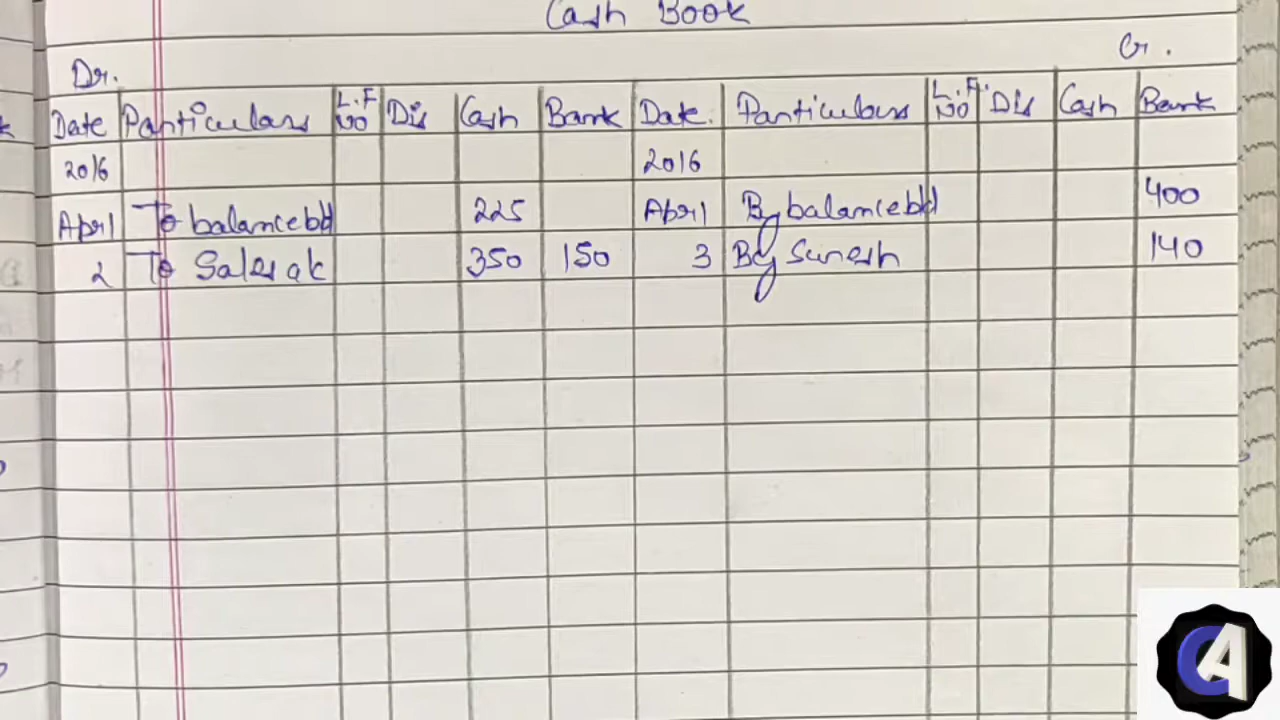 Cash Book
Dr. Cr.
Date Particulars L.F No Dis Cash Bank Date. Particulars L.F. No Dis Cash Bank
2016 2016
April To balance b/d 225 April By balance b/d 400
2 To Sales a/c 350 150 3 By Suresh 140
CA